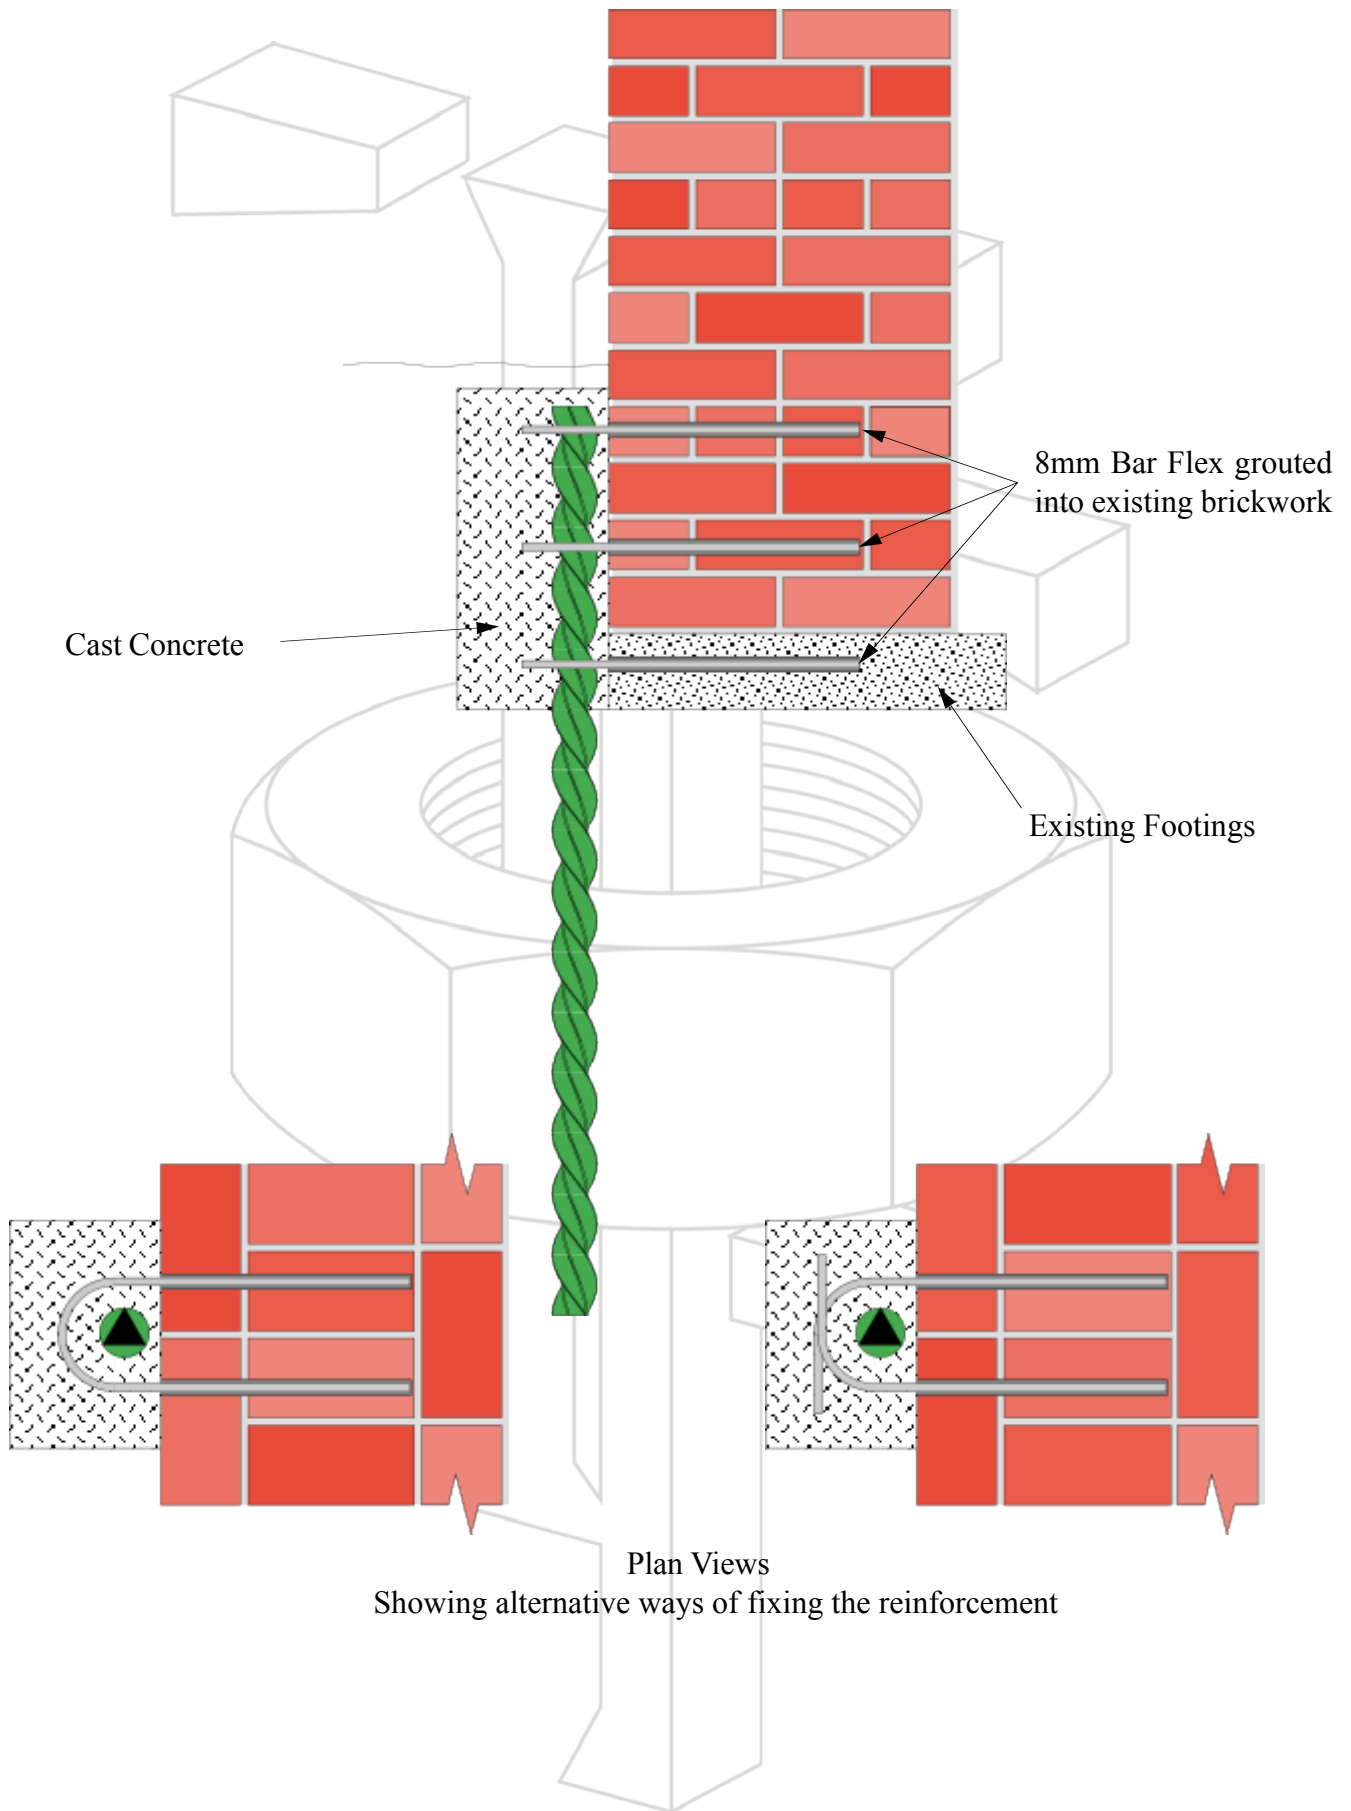 8mm Bar Flex grouted
into existing brickwork
Cast Concrete
Existing Footings
Plan Views
Showing alternative ways of fixing the reinforcement